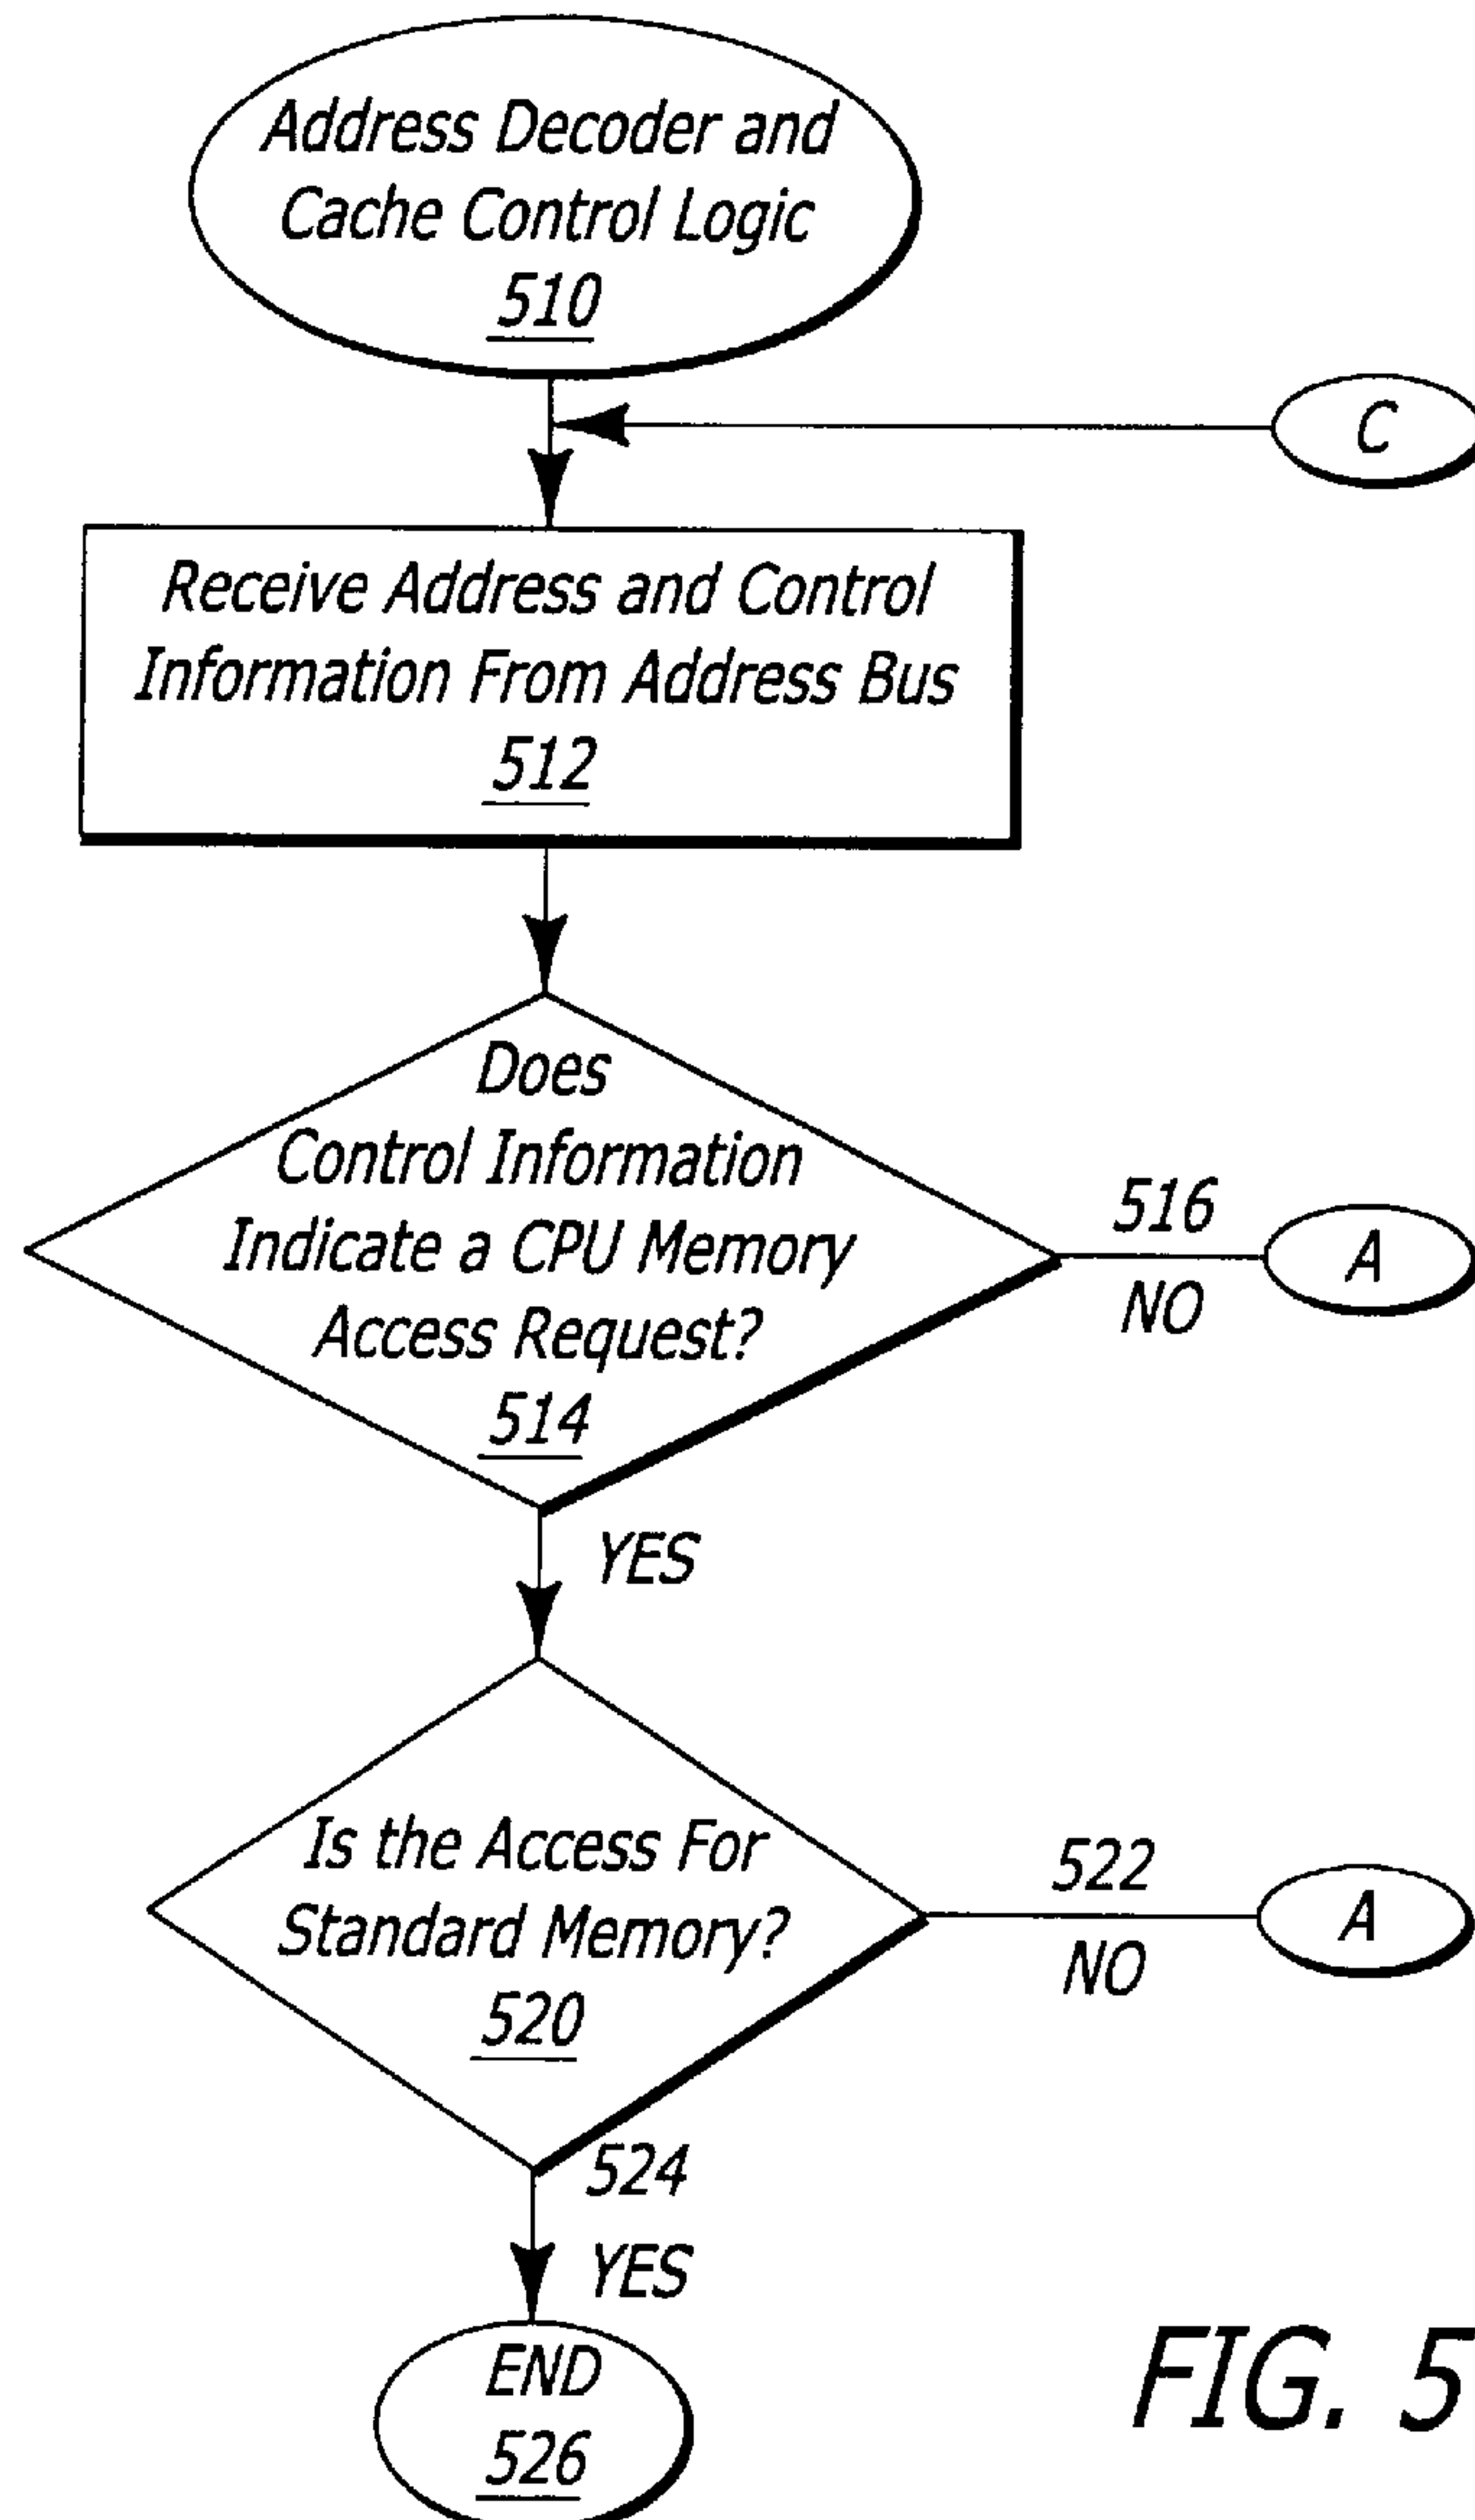 Address Decoder and
Cache Control Logic
510
C
Receive Address and Control
Information From Address Bus
512
Does
Control Information
Indicate a CPU Memory
Access Request?
514
516
NO
A
YES
Is the Access For
Standard Memory?
520
522
NO
A
524
YES
END
526
FIG. 5